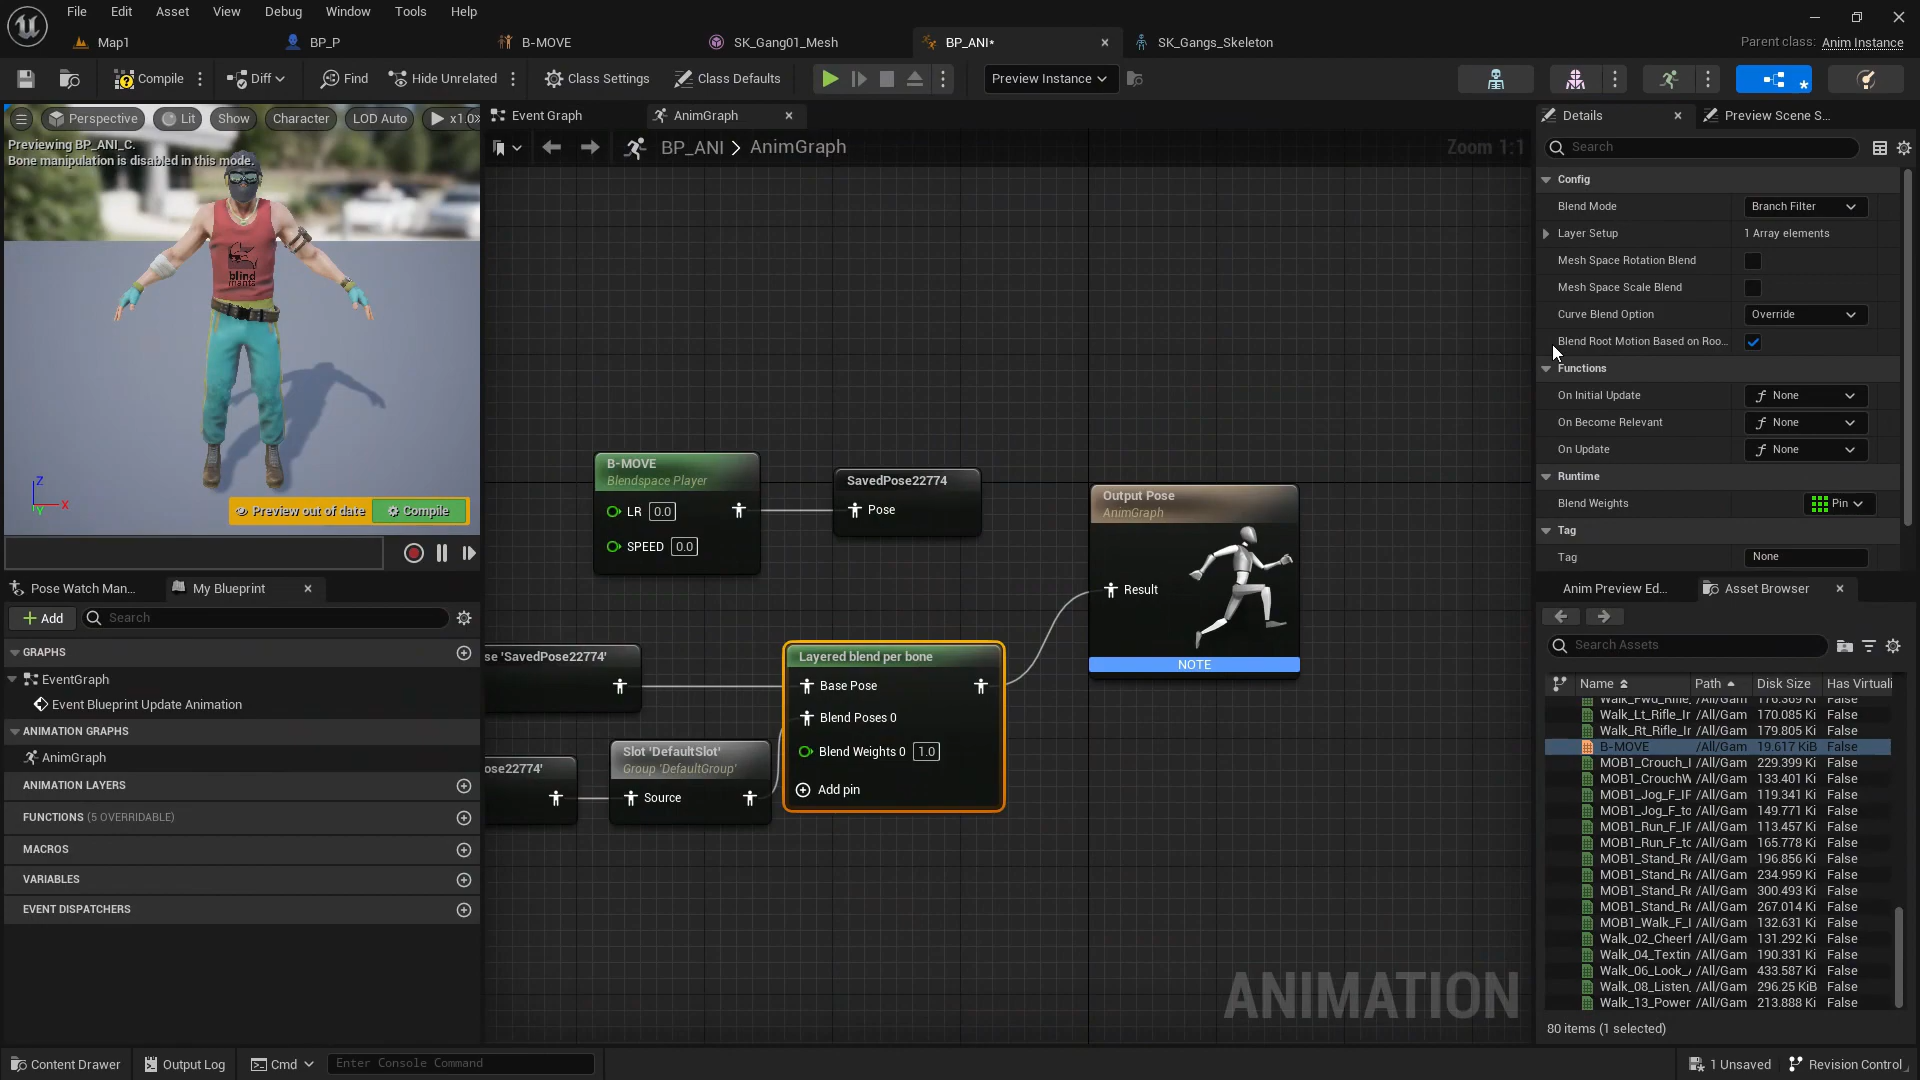 File Edit Asset View Debug Window Tools Help
Map1 BP_P B-MOVE SK_Gang01_Mesh BP_ANI* SK_Gangs_Skeleton
Parent class: Anim Instance
Compile Diff Find Hide Unrelated Class Settings Class Defaults Preview Instance
Perspective Lit Show Character LOD Auto x1.0
Previewing BP_ANI_C.
Bone manipulation is disabled in this mode.
blind
mants
Z
X
Y
Preview out of date Compile
Pose Watch Man... My Blueprint
Add Search
GRAPHS
EventGraph
Event Blueprint Update Animation
ANIMATION GRAPHS
AnimGraph
ANIMATION LAYERS
FUNCTIONS (5 OVERRIDABLE)
MACROS
VARIABLES
EVENT DISPATCHERS
Event Graph AnimGraph
BP_ANI > AnimGraph Zoom 1:1
B-MOVE
Blendspace Player
LR 0.0
SPEED 0.0
SavedPose22774
Pose
Output Pose
AnimGraph
Result
NOTE
se 'SavedPose22774'
ose22774'
Slot 'DefaultSlot'
Group 'DefaultGroup'
Source
Layered blend per bone
Base Pose
Blend Poses 0
Blend Weights 0 1.0
Add pin
ANIMATION
Details Preview Scene S...
Search
Config
Blend Mode Branch Filter
Layer Setup 1 Array elements
Mesh Space Rotation Blend
Mesh Space Scale Blend
Curve Blend Option Override
Blend Root Motion Based on Roo...
Functions
On Initial Update None
On Become Relevant None
On Update None
Runtime
Blend Weights Pin
Tag
Tag None
Anim Preview Ed... Asset Browser
Search Assets
Name Path Disk Size Has Virtuali
Walk_Fwd_Rifle_ /All/Gam 176.369 Ki False
Walk_Lt_Rifle_Ir /All/Gam 170.085 Ki False
Walk_Rt_Rifle_Ir /All/Gam 179.805 Ki False
B-MOVE /All/Gam 19.617 KiB False
MOB1_Crouch_I /All/Gam 229.399 Ki False
MOB1_CrouchW /All/Gam 133.401 Ki False
MOB1_Jog_F_IF /All/Gam 119.341 Ki False
MOB1_Jog_F_to /All/Gam 149.771 Ki False
MOB1_Run_F_IF /All/Gam 113.457 Ki False
MOB1_Run_F_tc /All/Gam 165.778 Ki False
MOB1_Stand_Re /All/Gam 196.856 Ki False
MOB1_Stand_Re /All/Gam 234.959 Ki False
MOB1_Stand_Re /All/Gam 300.493 Ki False
MOB1_Stand_Re /All/Gam 267.014 Ki False
MOB1_Walk_F_I /All/Gam 132.631 Ki False
Walk_02_Cheerf /All/Gam 131.292 Ki False
Walk_04_Textin /All/Gam 190.331 Ki False
Walk_06_Look_ /All/Gam 433.587 Ki False
Walk_08_Listen_ /All/Gam 296.25 KiB False
Walk_13_Power /All/Gam 213.888 Ki False
80 items (1 selected)
Content Drawer Output Log Cmd Enter Console Command 1 Unsaved Revision Control